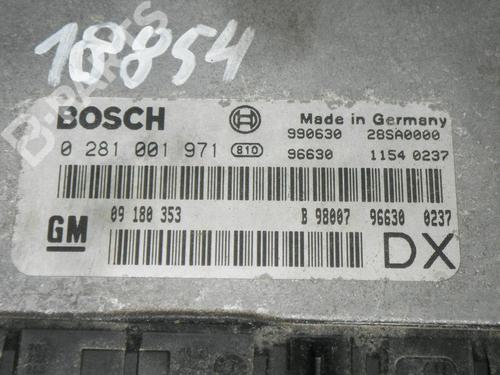 18854
BOSCH
Made in Germany
990630 28SA0000
0 281 001 971 810 96630 1154 0237
09 180 353 B 98007 96630 0237
GM
DX
B-PARTS